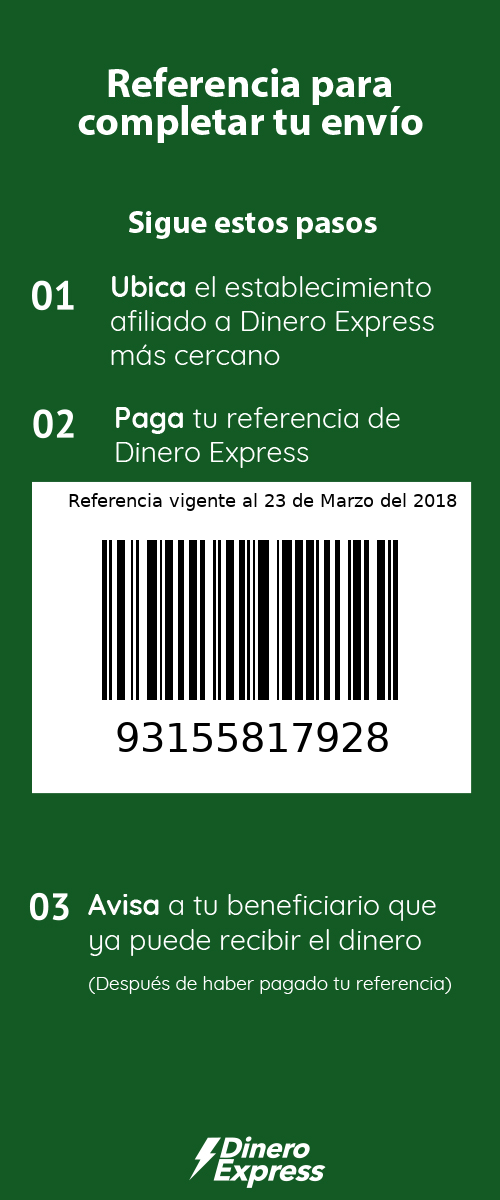 Referencia para
completar tu envío
Sigue estos pasos
01 Ubica el establecimiento
afiliado a Dinero Express
más cercano
02 Paga tu referencia de
Dinero Express
Referencia vigente al 23 de Marzo del 2018
93155817928
03 Avisa a tu beneficiario que
ya puede recibir el dinero
(Después de haber pagado tu referencia)
Dinero
Express